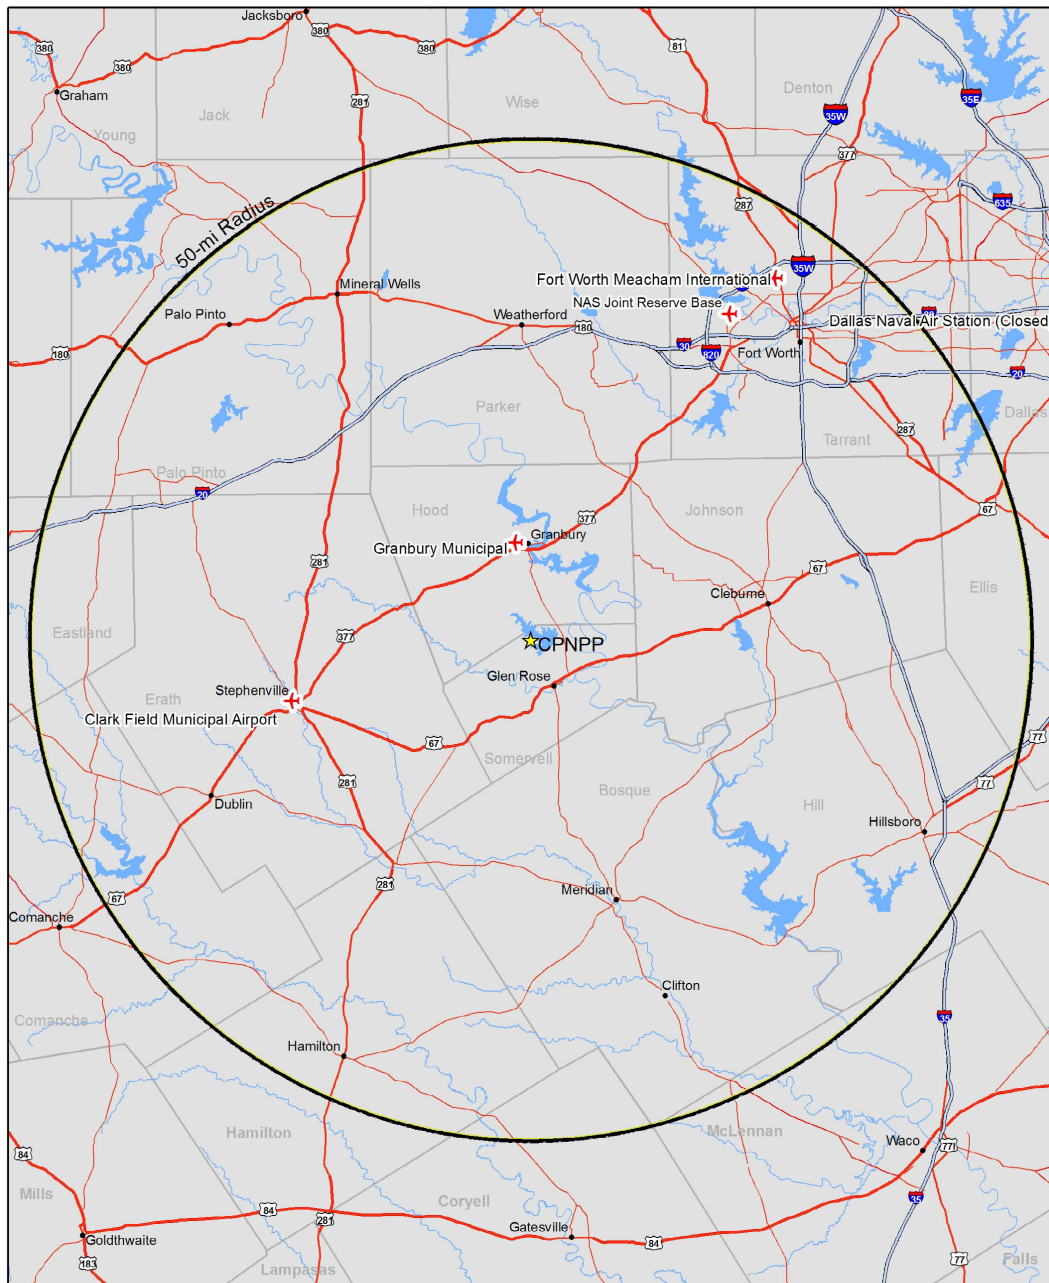 Jacksboro
380
380
81
380
380
35E
Graham
281
Denton
Jack
Wise
35W
Young
377
287
635
50-mi Radius
Fort Worth Meacham International
35W
Mineral Wells
NAS Joint Reserve Base
Palo Pinto
Weatherford
180
Dallas Naval Air Station (Closed
180
30
820
Fort Worth
20
Parker
Dallas
287
Tarrant
Palo Pinto
20
67
Hood
377
Johnson
Granbury
Granbury Municipal
281
67
Ellis
Cleburne
Eastland
377
CPNPP
Glen Rose
Stephenville
Erath
Clark Field Municipal Airport
77
67
Somervell
281
77
Bosque
Hill
Dublin
Hillsboro
281
Meridian
67
Comanche
Clifton
Comanche
35
Hamilton
Hamilton
McLennan
Waco
77
84
Mills
35
Coryell
84
281
Gatesville
84
Goldthwaite
183
77
Falls
Lampasas